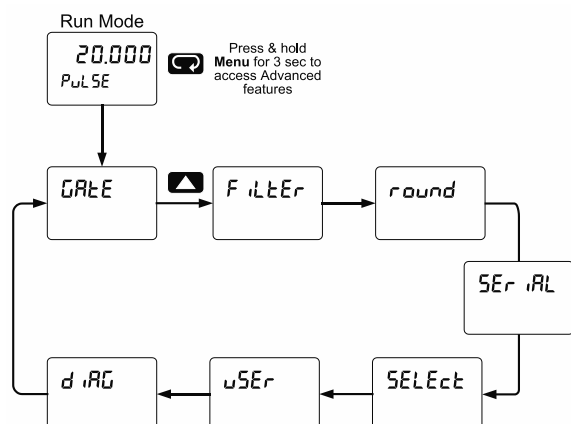 Run Mode
20.000
PuLSE
Press & hold
Menu for 3 sec to
access Advanced
features
GAtE
FiLtEr
round
SEriAL
diAG
uSEr
SELEct